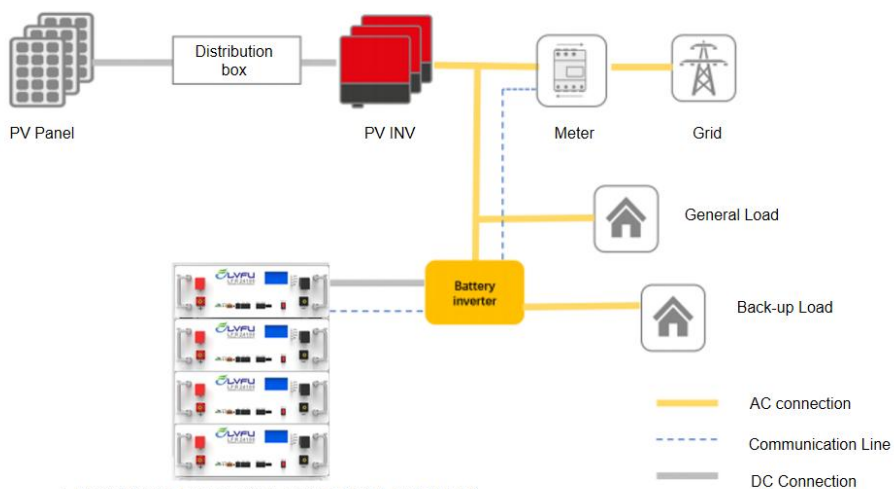 Distribution
box
PV Panel
PV INV
Meter
Grid
General Load
Battery
inverter
Back-up Load
LVFU
LVFU
LVFU
LVFU
AC connection
Communication Line
DC Connection